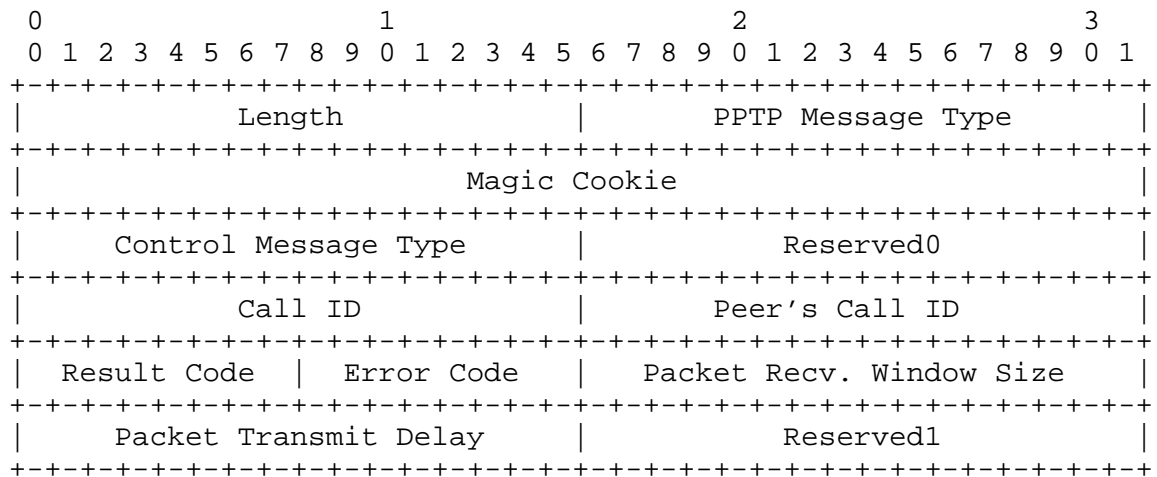 0                   1                   2                   3
 0 1 2 3 4 5 6 7 8 9 0 1 2 3 4 5 6 7 8 9 0 1 2 3 4 5 6 7 8 9 0 1
+-+-+-+-+-+-+-+-+-+-+-+-+-+-+-+-+-+-+-+-+-+-+-+-+-+-+-+-+-+-+-+-+
|            Length             |       PPTP Message Type       |
+-+-+-+-+-+-+-+-+-+-+-+-+-+-+-+-+-+-+-+-+-+-+-+-+-+-+-+-+-+-+-+-+
|                         Magic Cookie                          |
+-+-+-+-+-+-+-+-+-+-+-+-+-+-+-+-+-+-+-+-+-+-+-+-+-+-+-+-+-+-+-+-+
|     Control Message Type      |           Reserved0           |
+-+-+-+-+-+-+-+-+-+-+-+-+-+-+-+-+-+-+-+-+-+-+-+-+-+-+-+-+-+-+-+-+
|            Call ID            |       Peer’s Call ID          |
+-+-+-+-+-+-+-+-+-+-+-+-+-+-+-+-+-+-+-+-+-+-+-+-+-+-+-+-+-+-+-+-+
|  Result Code  |  Error Code   |   Packet Recv. Window Size    |
+-+-+-+-+-+-+-+-+-+-+-+-+-+-+-+-+-+-+-+-+-+-+-+-+-+-+-+-+-+-+-+-+
|     Packet Transmit Delay     |           Reserved1           |
+-+-+-+-+-+-+-+-+-+-+-+-+-+-+-+-+-+-+-+-+-+-+-+-+-+-+-+-+-+-+-+-+